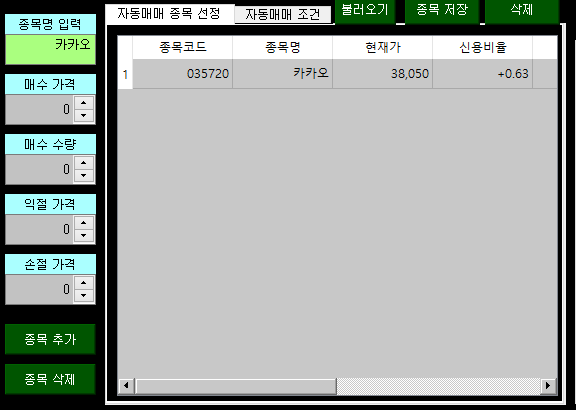 종목명 입력
카카오
매수 가격
0
매수 수량
0
익절 가격
0
손절 가격
0
종목 추가
종목 삭제
자동매매 종목 선정
자동매매 조건
불러오기
종목 저장
삭제
종목코드 종목명 현재가 신용비율
1 035720 카카오 38,050 +0.63